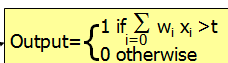 Output={1 if ∑ wᵢ xᵢ >t
i=0
0 otherwise